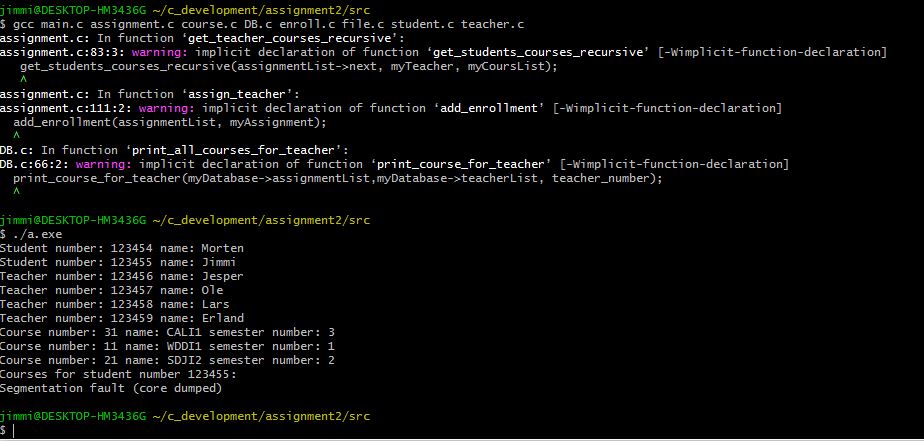 jimmi@DESKTOP-HM3436G ~/c_development/assignment2/src
$ gcc main.c assignment.c course.c DB.c enroll.c file.c student.c teacher.c
assignment.c: In function ‘get_teacher_courses_recursive’:
assignment.c:83:3: warning: implicit declaration of function ‘get_students_courses_recursive’ [-Wimplicit-function-declaration]
   get_students_courses_recursive(assignmentList->next, myTeacher, myCoursList);
   ^
assignment.c: In function ‘assign_teacher’:
assignment.c:111:2: warning: implicit declaration of function ‘add_enrollment’ [-Wimplicit-function-declaration]
  add_enrollment(assignmentList, myAssignment);
  ^
DB.c: In function ‘print_all_courses_for_teacher’:
DB.c:66:2: warning: implicit declaration of function ‘print_course_for_teacher’ [-Wimplicit-function-declaration]
  print_course_for_teacher(myDatabase->assignmentList,myDatabase->teacherList, teacher_number);
  ^
jimmi@DESKTOP-HM3436G ~/c_development/assignment2/src
$ ./a.exe
Student number: 123454 name: Morten
Student number: 123455 name: Jimmi
Teacher number: 123456 name: Jesper
Teacher number: 123457 name: Ole
Teacher number: 123458 name: Lars
Teacher number: 123459 name: Erland
Course number: 31 name: CALI1 semester number: 3
Course number: 11 name: WDDI1 semester number: 1
Course number: 21 name: SDJI2 semester number: 2
Courses for student number 123455:
Segmentation fault (core dumped)
jimmi@DESKTOP-HM3436G ~/c_development/assignment2/src
$